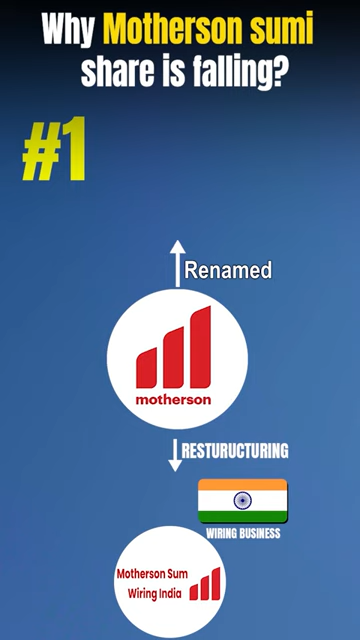 Why Motherson sumi
share is falling?
#1
Renamed
motherson
RESTURUCTURING
WIRING BUSINESS
Motherson Sum
Wiring India